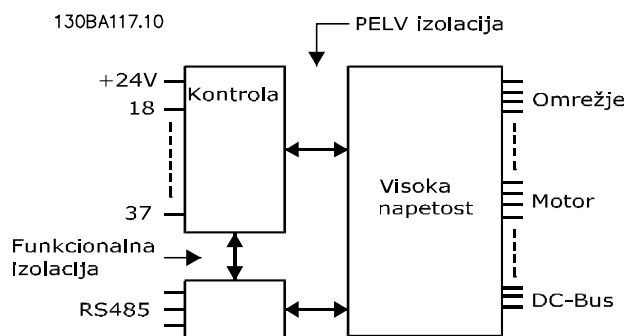 130BA117.10
PELV izolacija
+24V
Kontrola
18
Omrežje
Visoka
napetost
Motor
37
Funkcionalna
izolacija
RS485
DC-Bus